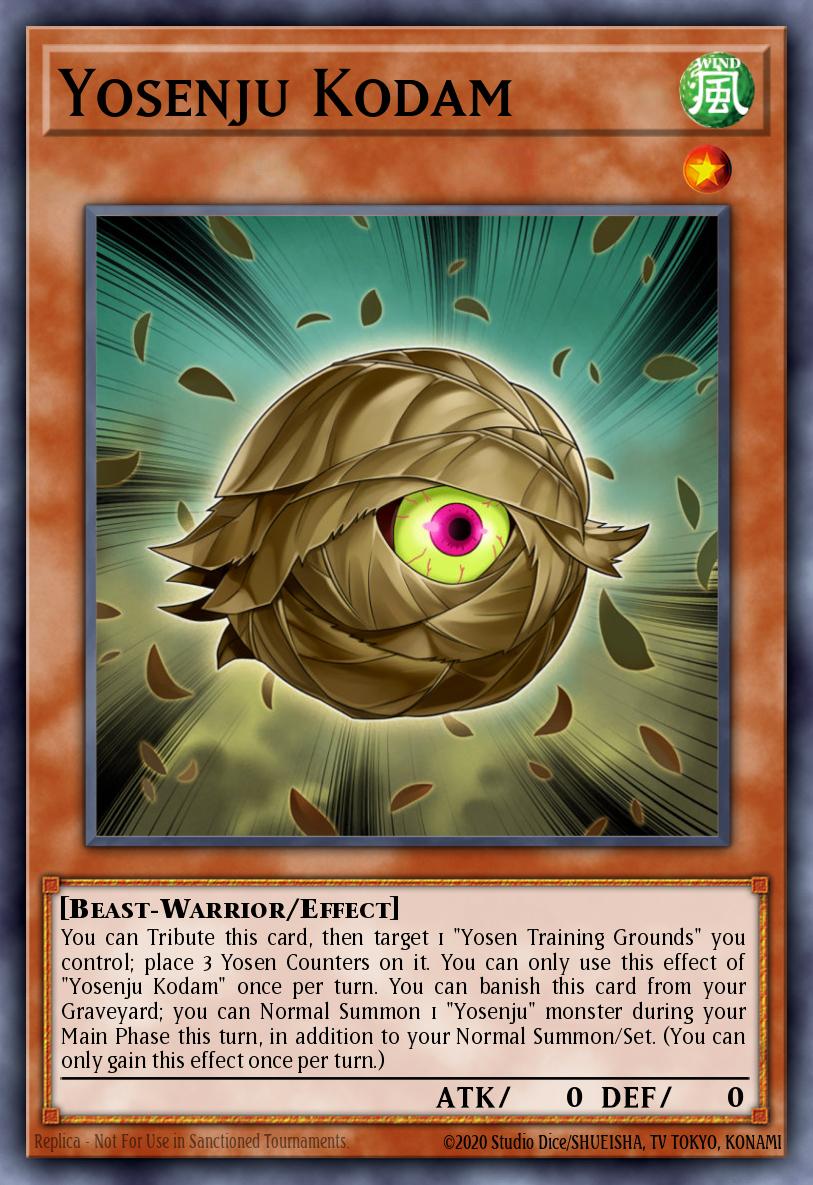 Yosenju Kodam
WIND
風
[Beast-Warrior/Effect]
You can Tribute this card, then target 1 "Yosen Training Grounds" you
control; place 3 Yosen Counters on it. You can only use this effect of
"Yosenju Kodam" once per turn. You can banish this card from your
Graveyard; you can Normal Summon 1 "Yosenju" monster during your
Main Phase this turn, in addition to your Normal Summon/Set. (You can
only gain this effect once per turn.)
ATK/ 0 DEF/ 0
Replica - Not For Use in Sanctioned Tournaments.
©2020 Studio Dice/SHUEISHA, TV TOKYO, KONAMI